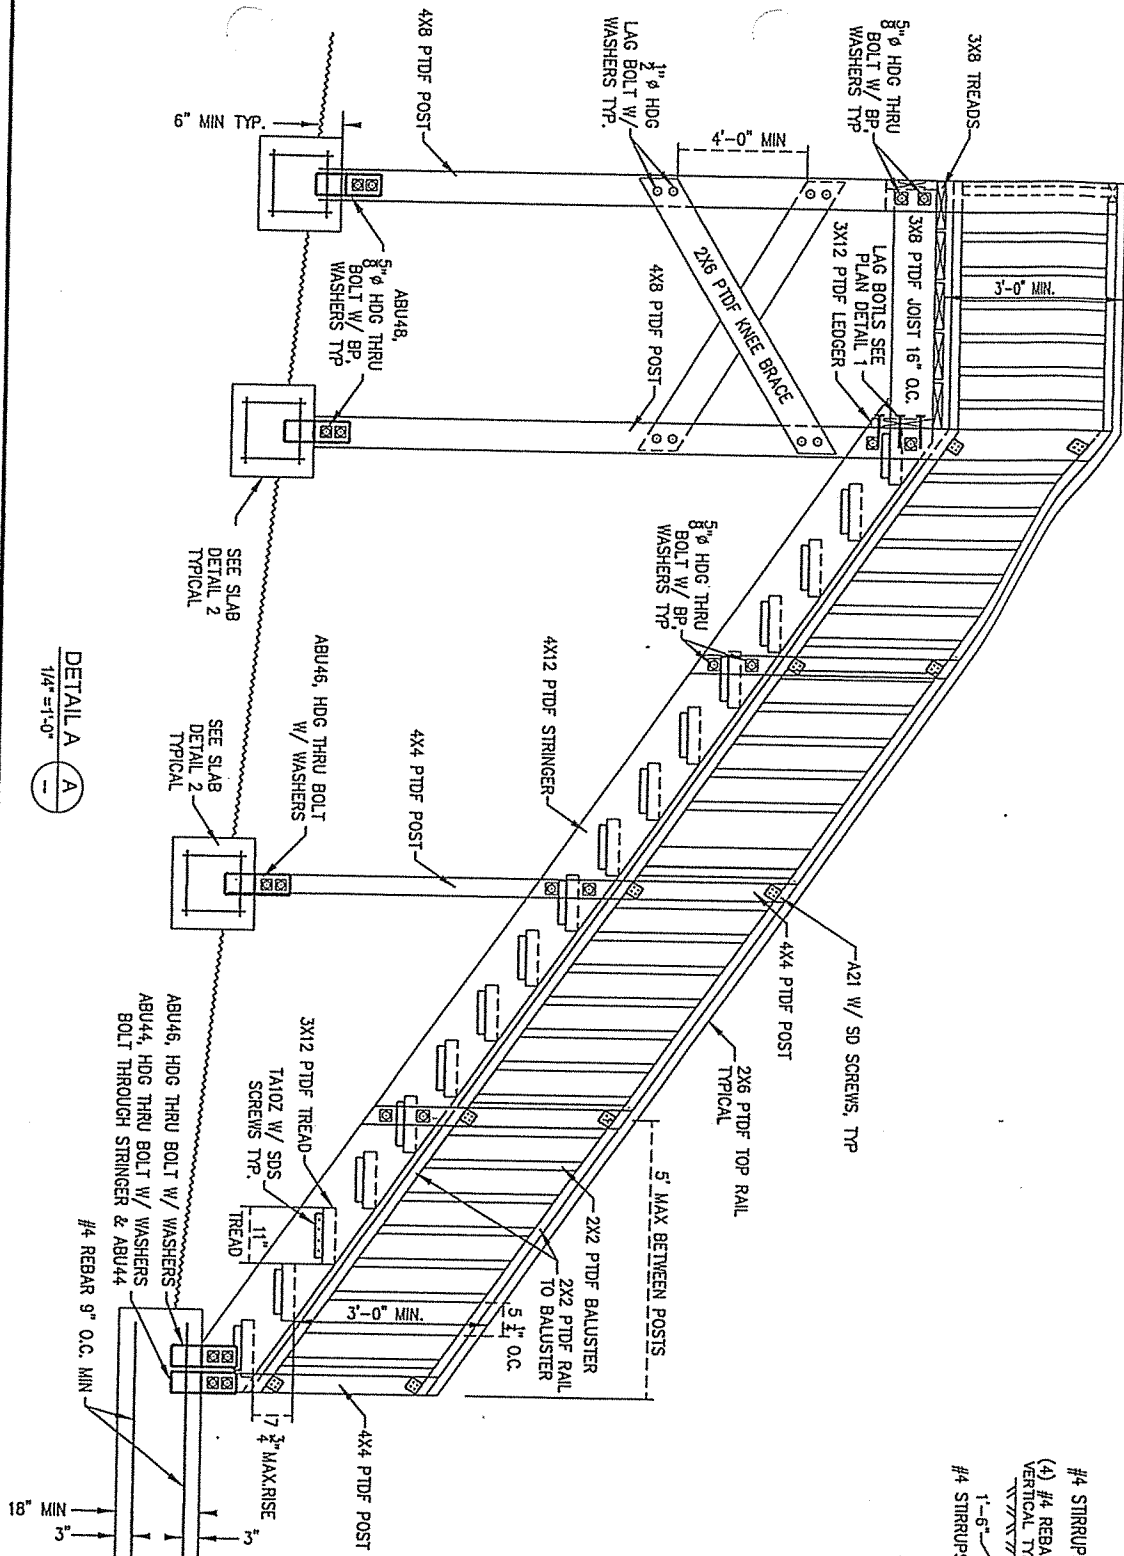 3X8 TREADS
5/8"ø HDG THRU
BOLT W/ BP.
WASHERS TYP
1/2"ø HDG
LAG BOLT W/
WASHERS TYP.
4X8 PTDF POST
6" MIN TYP.
4'-0" MIN
3'-0" MIN.
3X8 PTDF JOIST 16" O.C.
LAG BOTLS SEE
PLAN DETAIL 1
3X12 PTDF LEDGER
2X6 PTDF KNEE BRACE
4X8 PTDF POST
ABU48,
5/8"ø HDG THRU
BOLT W/ BP.
WASHERS TYP
SEE SLAB
DETAIL 2
TYPICAL
5/8"ø HDG THRU
BOLT W/ BP.
WASHERS TYP
4X12 PTDF STRINGER
ABU46, HDG THRU BOLT
W/ WASHERS
4X4 PTDF POST
SEE SLAB
DETAIL 2
TYPICAL
A21 W/ SD SCREWS, TYP
4X4 PTDF POST
2X6 PTDF TOP RAIL
TYPICAL
5' MAX BETWEEN POSTS
2X2 PTDF BALUSTER
2X2 PTDF RAIL
TO BALUSTER
5 1/4" O.C.
3'-0" MIN.
3X12 PTDF TREAD
TA10Z W/ SDS
SCREWS TYP.
11"
TREAD
7 3/4" MAX.RISE
4X4 PTDF POST
ABU46, HDG THRU BOLT W/ WASHERS
ABU44, HDG THRU BOLT W/ WASHERS
BOLT THROUGH STRINGER & ABU44
#4 REBAR 9" O.C. MIN
18" MIN
3"
3"
DETAIL A
1/4"=1'-0"
A
-
#4 STIRRUP
(4) #4 REBA
VERTICAL TY
1'-6"
#4 STIRRUPS